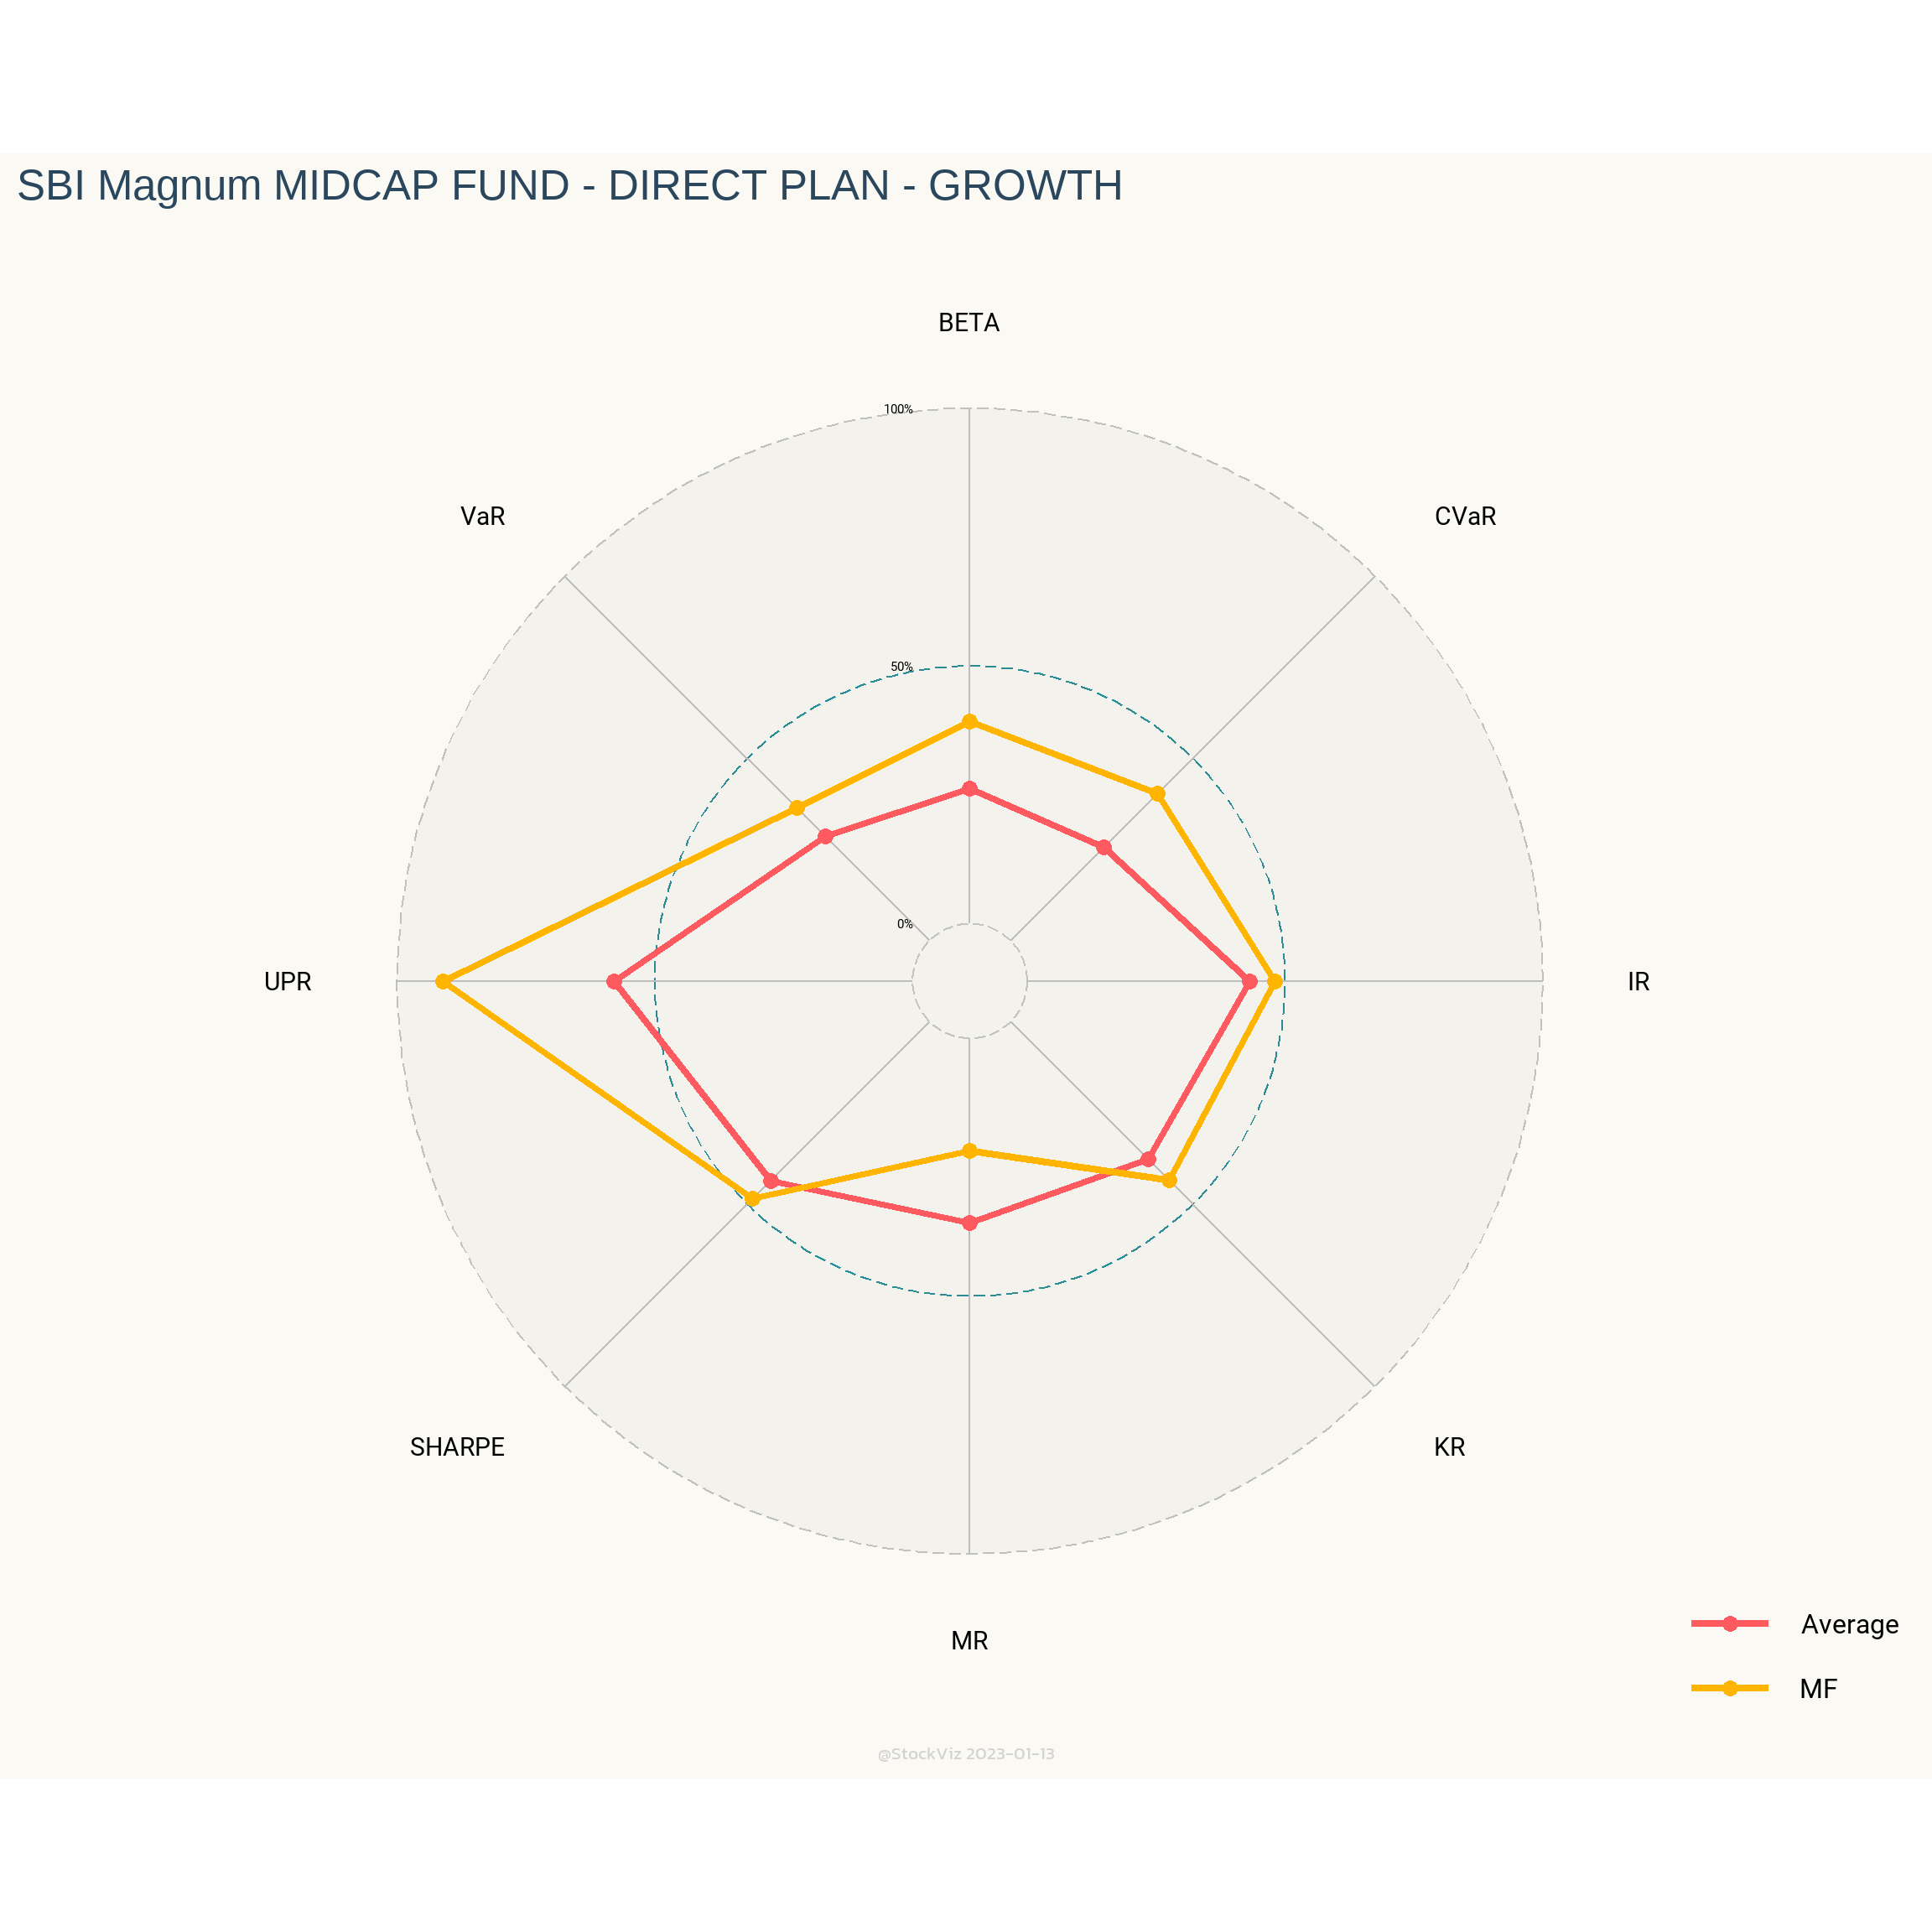 SBI Magnum MIDCAP FUND - DIRECT PLAN - GROWTH
BETA
100%
VaR
CVaR
50%
0%
UPR
IR
SHARPE
KR
MR
Average
MF
@StockViz 2023-01-13